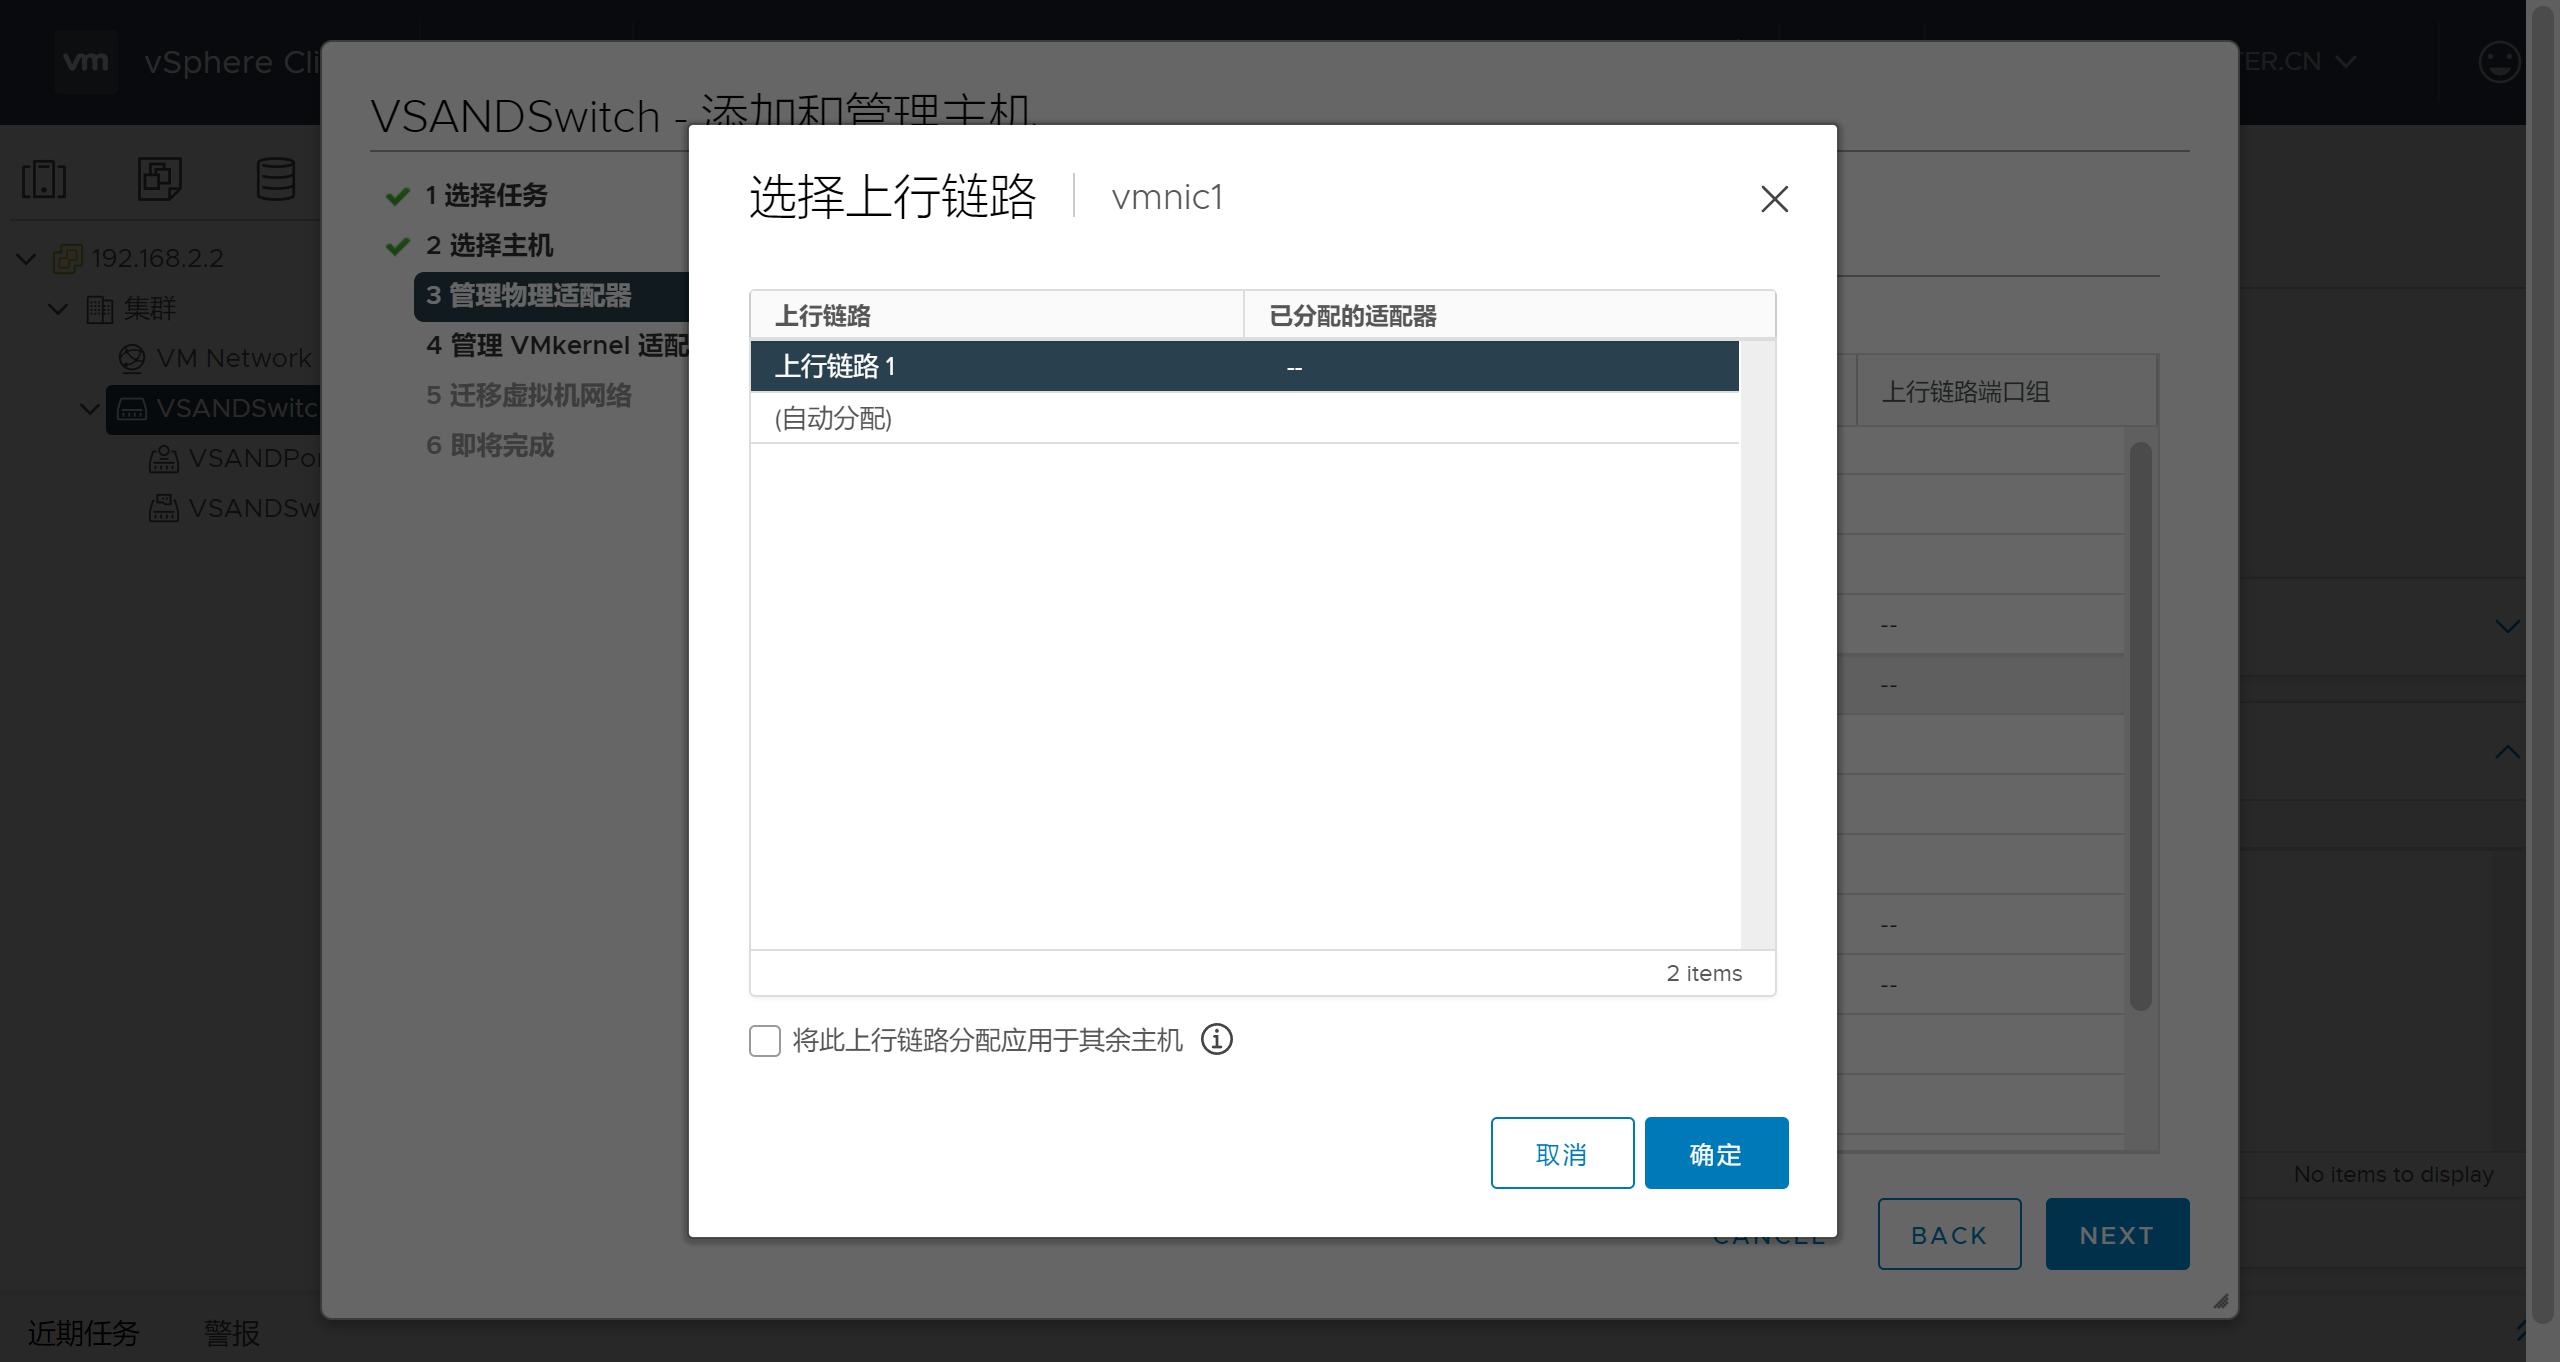 vm vSphere Cli
TER.CN
192.168.2.2
集群
VM Network
VSANDSwitc
VSANDPor
VSANDSw
VSANDSwitch - 添加和管理主机
1 选择任务
2 选择主机
3 管理物理适配器
4 管理 VMkernel 适配
5 迁移虚拟机网络
6 即将完成
选择上行链路 vmnic1
上行链路 已分配的适配器
上行链路 1 --
(自动分配)
2 items
将此上行链路分配应用于其余主机
取消 确定
上行链路端口组
--
--
--
--
CANCEL BACK NEXT
No items to display
近期任务 警报